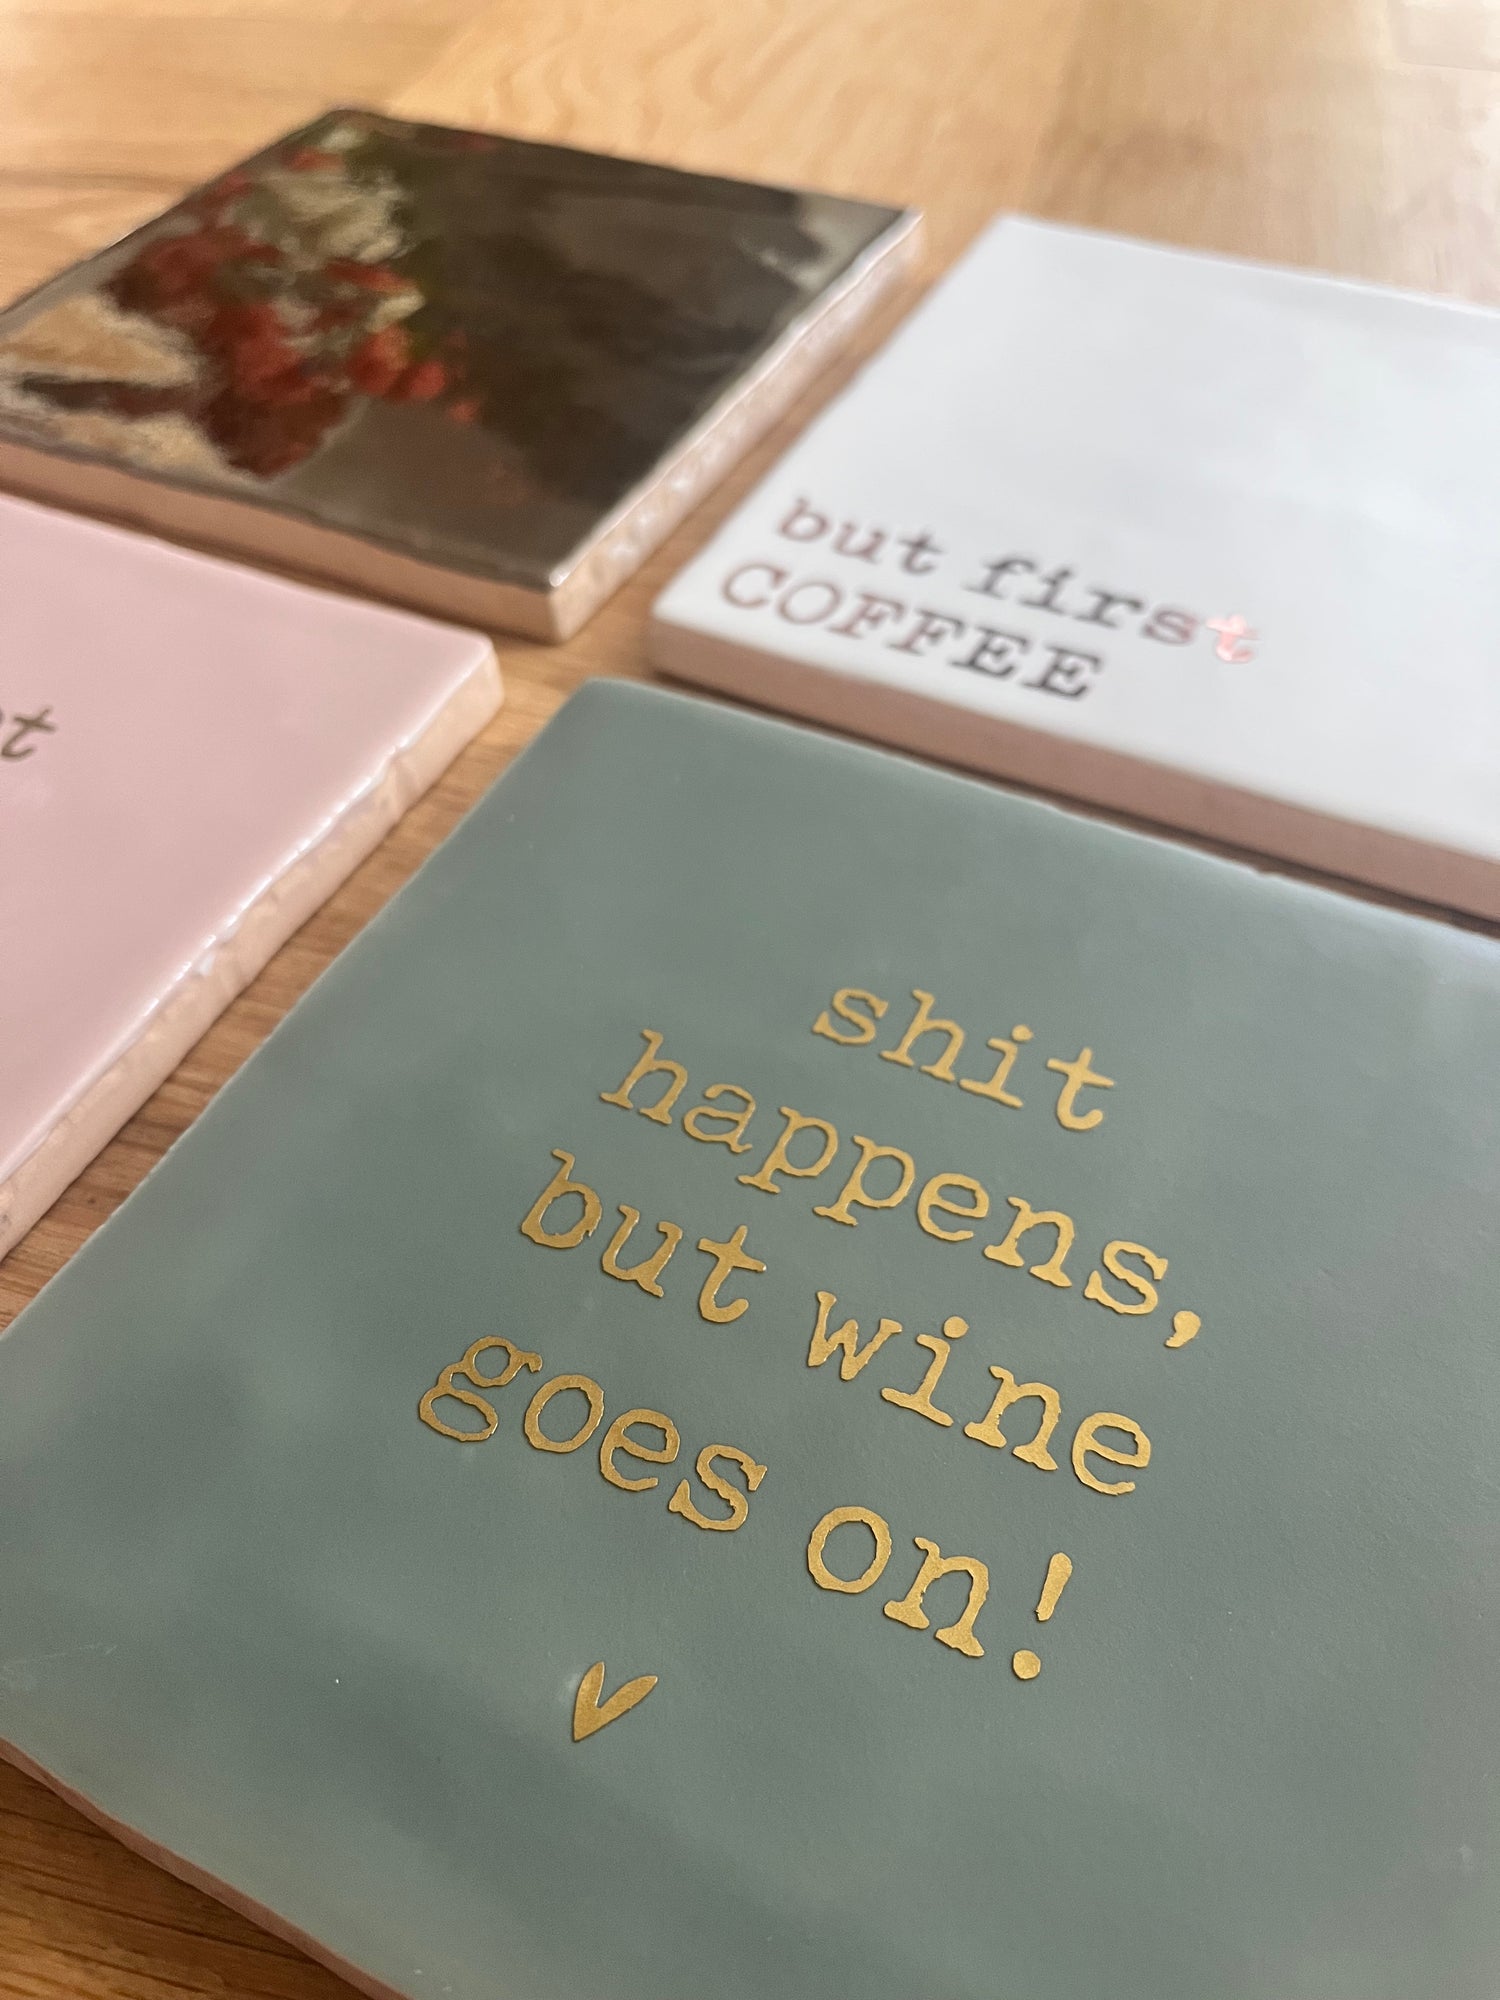 but first
COFFEE
shit
happens,
but wine
goes on!